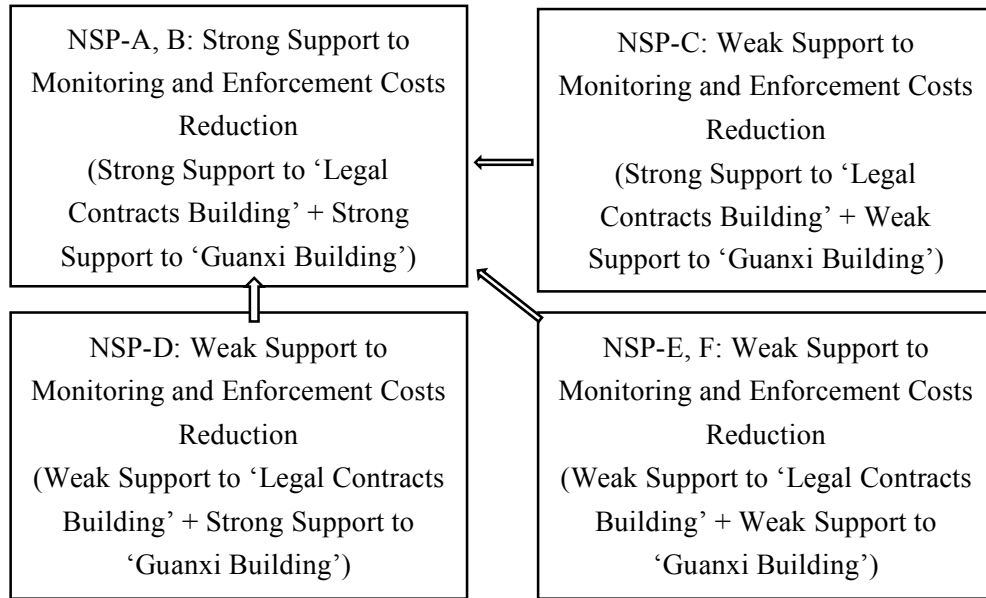 NSP-A, B: Strong Support to
Monitoring and Enforcement Costs
Reduction
(Strong Support to ‘Legal
Contracts Building’ + Strong
Support to ‘Guanxi Building’)
NSP-C: Weak Support to
Monitoring and Enforcement Costs
Reduction
(Strong Support to ‘Legal
Contracts Building’ + Weak
Support to ‘Guanxi Building’)
NSP-D: Weak Support to
Monitoring and Enforcement Costs
Reduction
(Weak Support to ‘Legal Contracts
Building’ + Strong Support to
‘Guanxi Building’)
NSP-E, F: Weak Support to
Monitoring and Enforcement Costs
Reduction
(Weak Support to ‘Legal Contracts
Building’ + Weak Support to
‘Guanxi Building’)